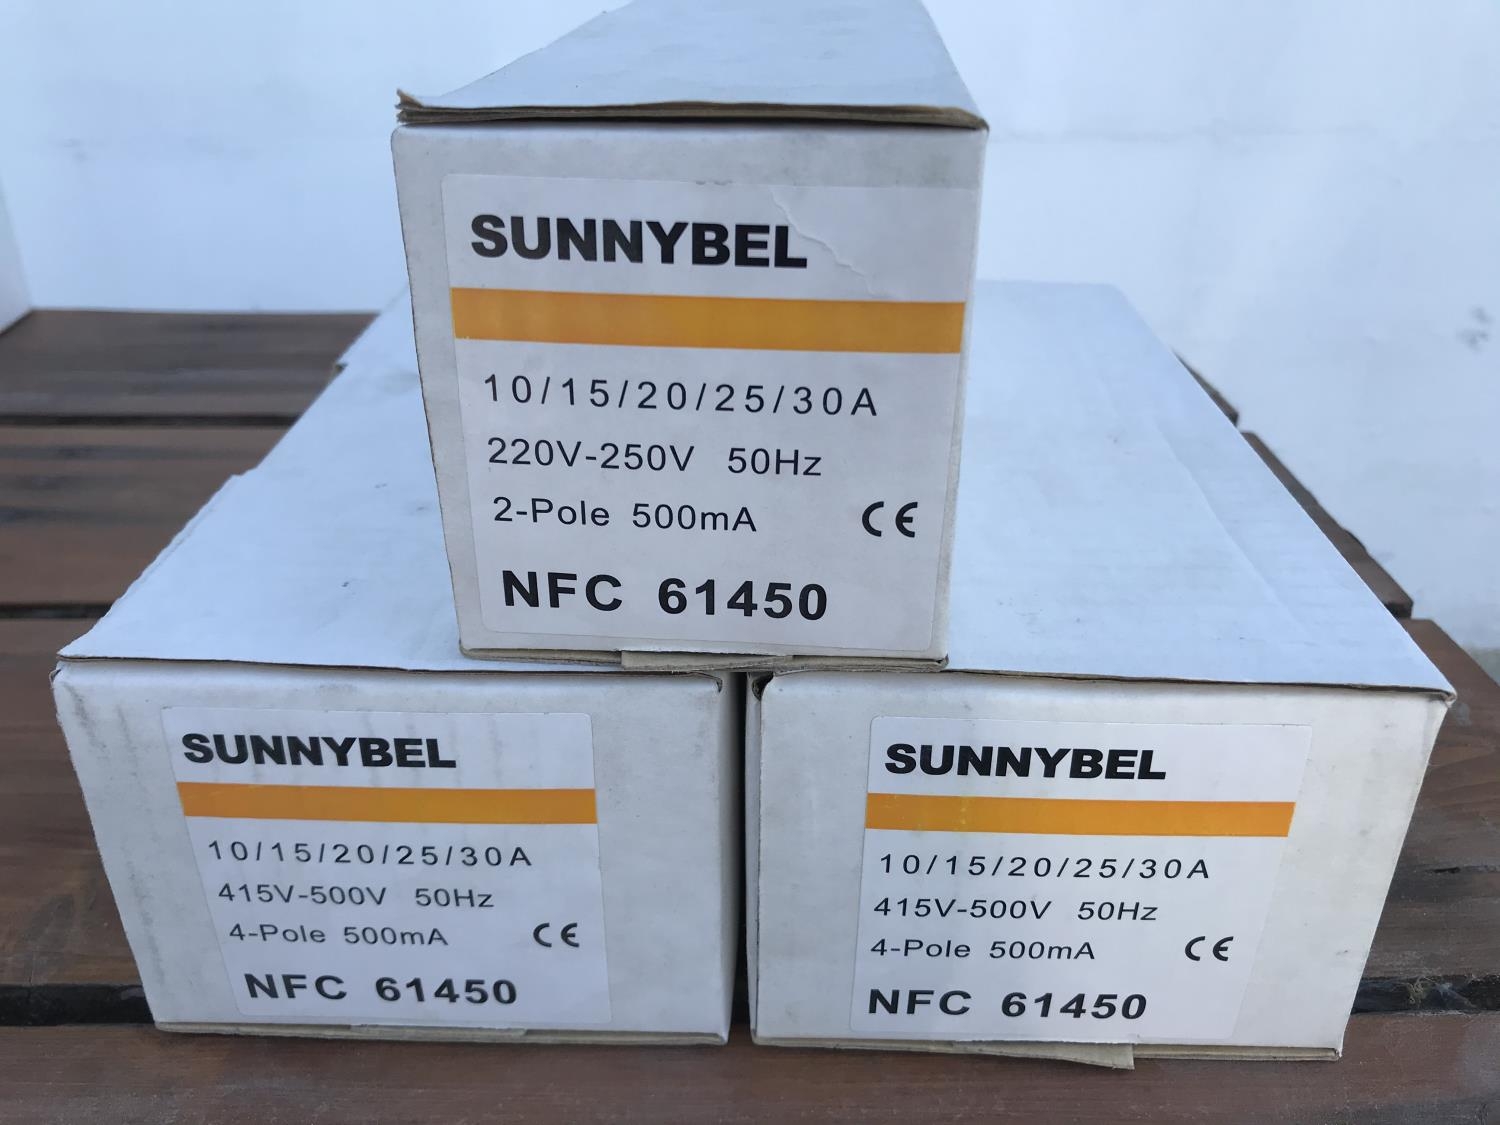 SUNNYBEL
10/15/20/25/30A
220V-250V 50Hz
2-Pole 500mA CE
NFC 61450
SUNNYBEL
10/15/20/25/30A
415V-500V 50Hz
4-Pole 500mA CE
NFC 61450
SUNNYBEL
10/15/20/25/30A
415V-500V 50Hz
4-Pole 500mA CE
NFC 61450